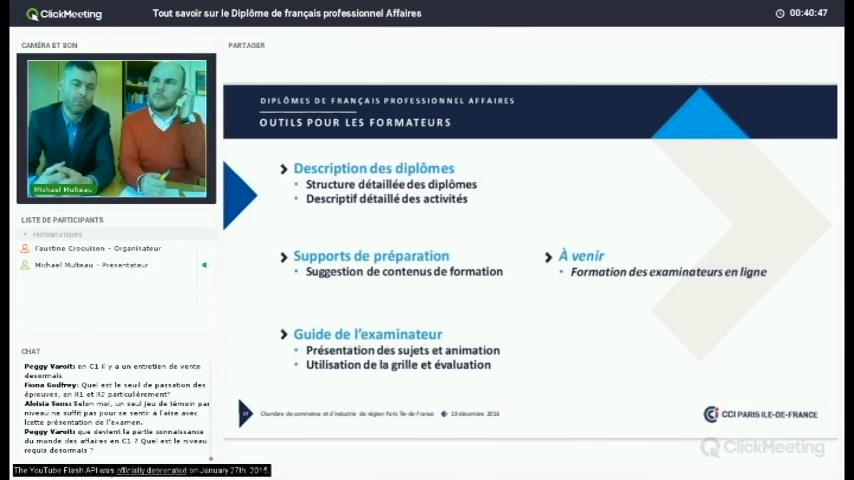 ClickMeeting
Tout savoir sur le Diplôme de français professionnel Affaires
00:40:47
CAMÉRA ET SON
PARTAGER
Michael Multeau
LISTE DE PARTICIPANTS
PRÉSENTATEURS
Faustine Croquison - Organisateur
Michael Multeau - Présentateur
CHAT
Peggy Varoit: en C1 il y a un entretien de vente
desormais
Fiona Godfrey: Quel est le seuil de passation des
épreuves, en R1 et R2 particulièrement?
Aloisia Sens: Selon moi, un seul jeu de témoin par
niveau ne suffit pas pour se sentir à l'aise avec
cette présentation de l'examen.
Peggy Varoit: que devient la partie connaissance
du monde des affaires en C1 ? Quel est le niveau
requis desormais ?
DIPLÔMES DE FRANÇAIS PROFESSIONNEL AFFAIRES
OUTILS POUR LES FORMATEURS
Description des diplômes
• Structure détaillée des diplômes
• Descriptif détaillé des activités
Supports de préparation
• Suggestion de contenus de formation
À venir
• Formation des examinateurs en ligne
Guide de l'examinateur
• Présentation des sujets et animation
• Utilisation de la grille et évaluation
Chambre de commerce et d'industrie de région Paris Île-de-France
19 décembre 2016
CCI PARIS ILE-DE-FRANCE
ClickMeeting
The YouTube Flash API was officially deprecated on January 27th, 2015.